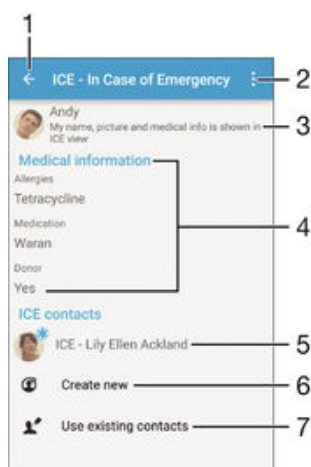 1
ICE - In Case of Emergency
2
Andy
My name, picture and medical info is shown in
ICE view
3
Medical information
Allergies
Tetracycline
Medication
Waran
4
Donor
Yes
ICE contacts
ICE - Lily Ellen Ackland
5
Create new
6
Use existing contacts
7